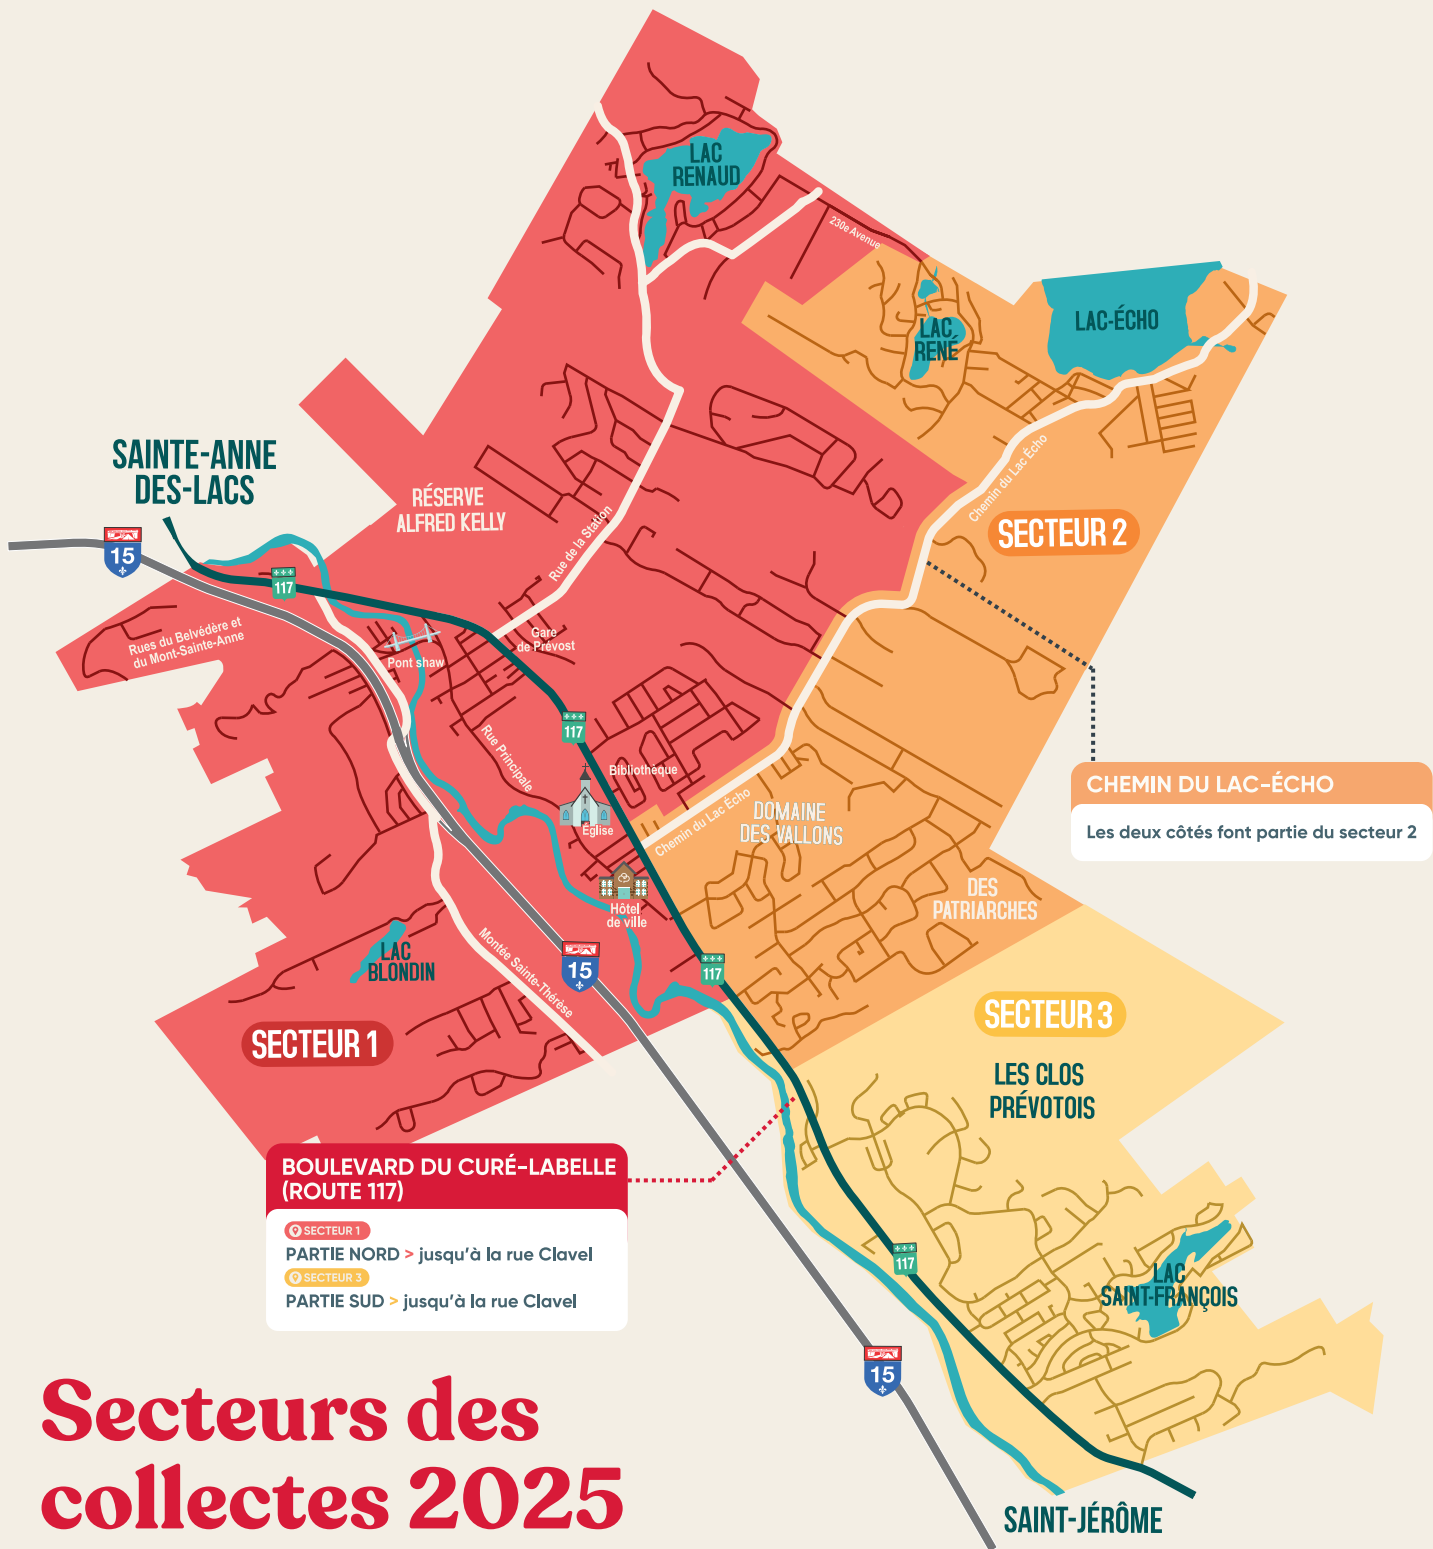 LAC
RENAUD
230e Avenue
LAC
RENÉ
LAC-ÉCHO
SAINTE-ANNE
DES-LACS
RÉSERVE
ALFRED KELLY
Chemin du Lac Écho
SECTEUR 2
15
117
Rue de la Station
Rues du Belvédère et
du Mont-Sainte-Anne
Gare
de Prévost
Pont shaw
117
Rue Principale
Bibliothèque
CHEMIN DU LAC-ÉCHO
Les deux côtés font partie du secteur 2
Chemin du Lac Écho
DOMAINE
DES VALLONS
Église
DES
PATRIARCHES
Hôtel
de ville
LAC
BLONDIN
Montée Sainte-Thérèse
15
117
SECTEUR 1
SECTEUR 3
LES CLOS
PRÉVOTOIS
BOULEVARD DU CURÉ-LABELLE
(ROUTE 117)
SECTEUR 1
PARTIE NORD > jusqu'à la rue Clavel
SECTEUR 3
PARTIE SUD > jusqu'à la rue Clavel
117
LAC
SAINT-FRANÇOIS
15
Secteurs des
collectes 2025
SAINT-JÉRÔME